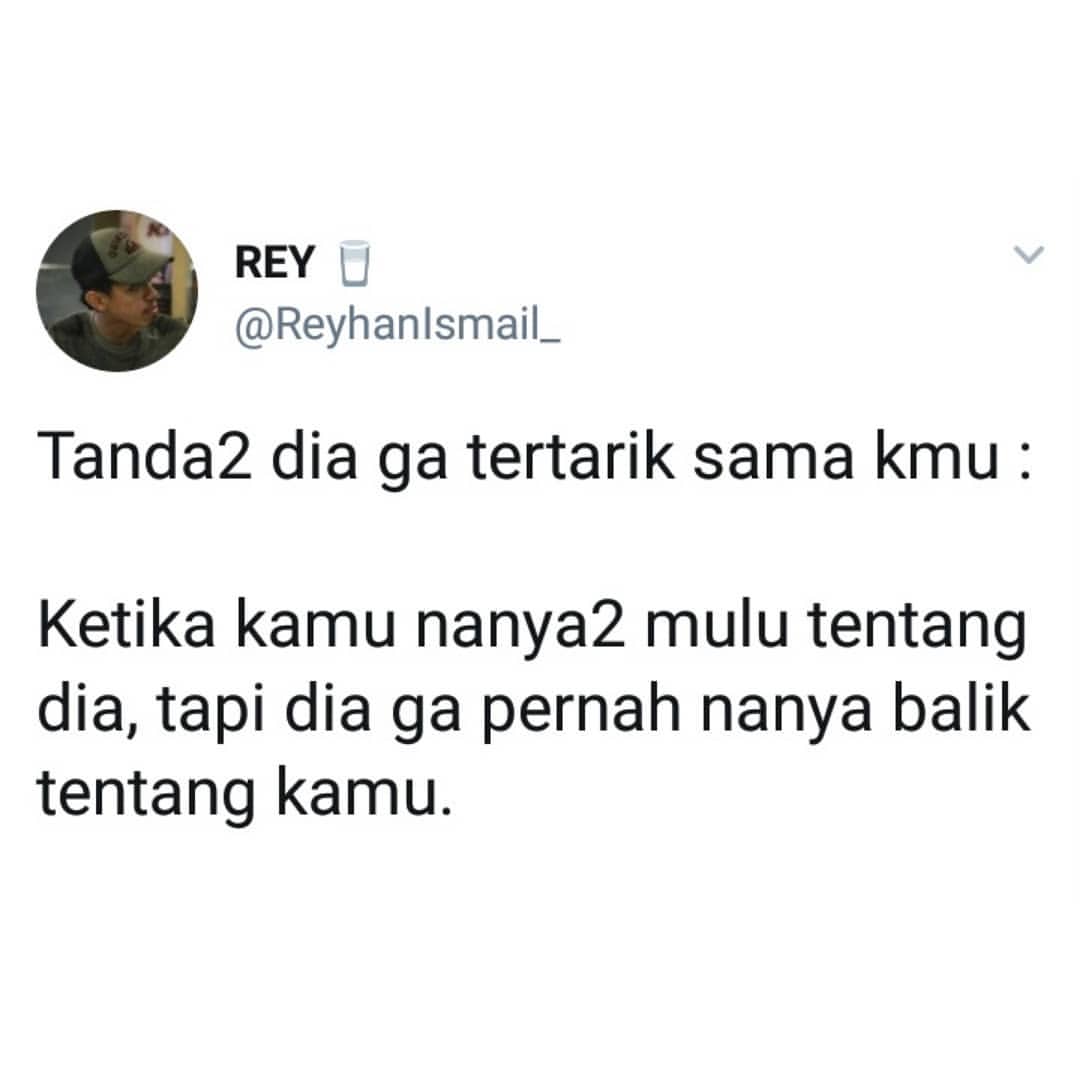 REY 🥛
@ReyhanIsmail_
Tanda2 dia ga tertarik sama kmu :
Ketika kamu nanya2 mulu tentang
dia, tapi dia ga pernah nanya balik
tentang kamu.